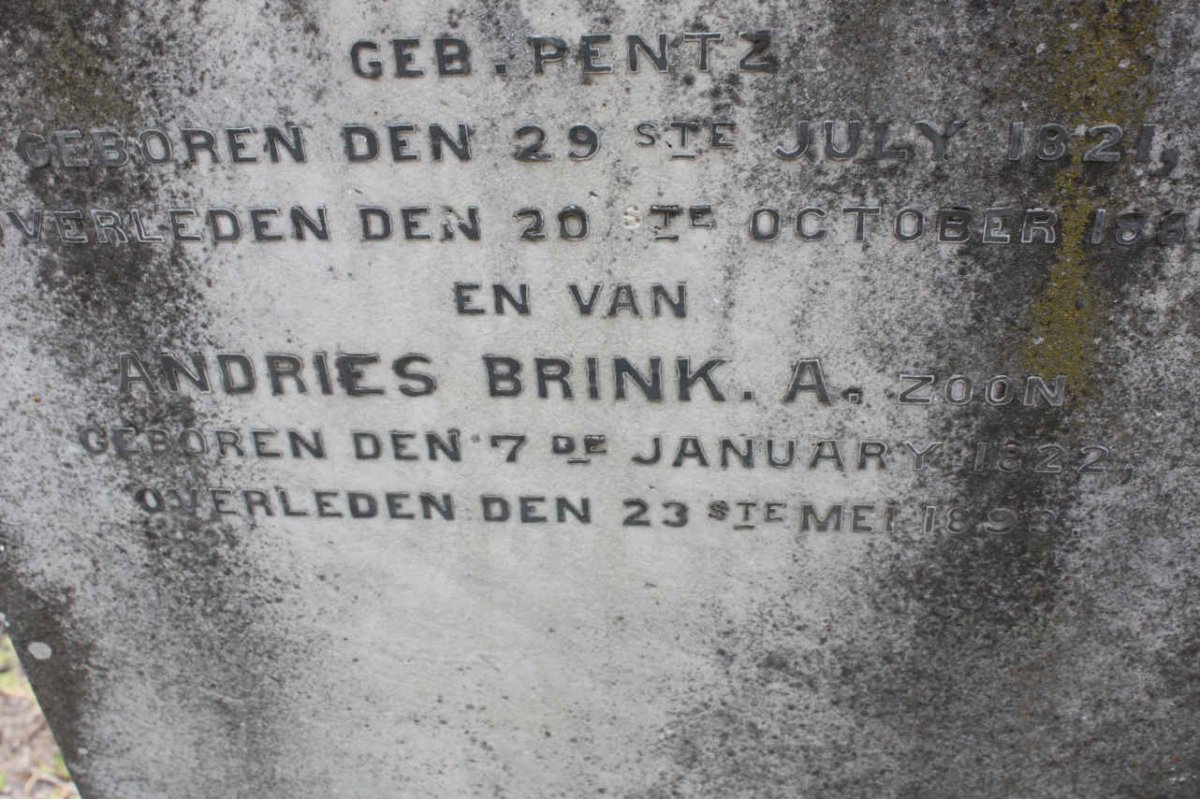 GEB. PENTZ
GEBOREN DEN 29 STE JULY 1821,
OVERLEDEN DEN 20 STE OCTOBER
EN VAN
ANDRIES BRINK. A. ZOON
GEBOREN DEN 7 DE JANUARY 1822,
OVERLEDEN DEN 23 STE MEI